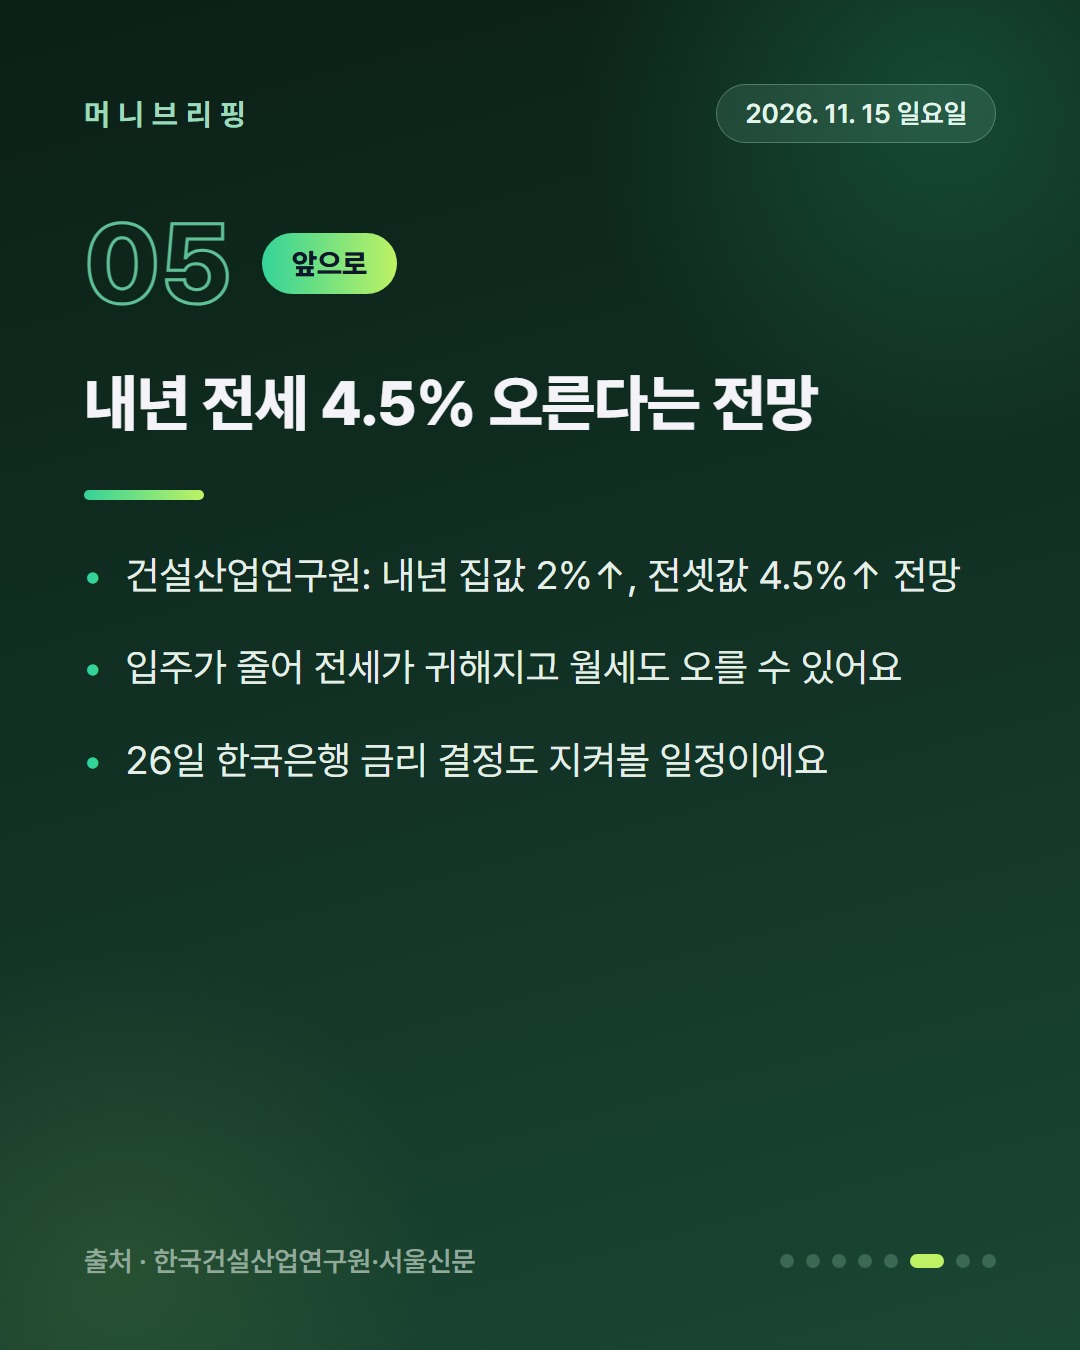 머니브리핑
2026. 11. 15 일요일
05
앞으로
내년 전세 4.5% 오른다는 전망
• 건설산업연구원: 내년 집값 2%↑, 전셋값 4.5%↑ 전망
• 입주가 줄어 전세가 귀해지고 월세도 오를 수 있어요
• 26일 한국은행 금리 결정도 지켜볼 일정이에요
출처 · 한국건설산업연구원·서울신문